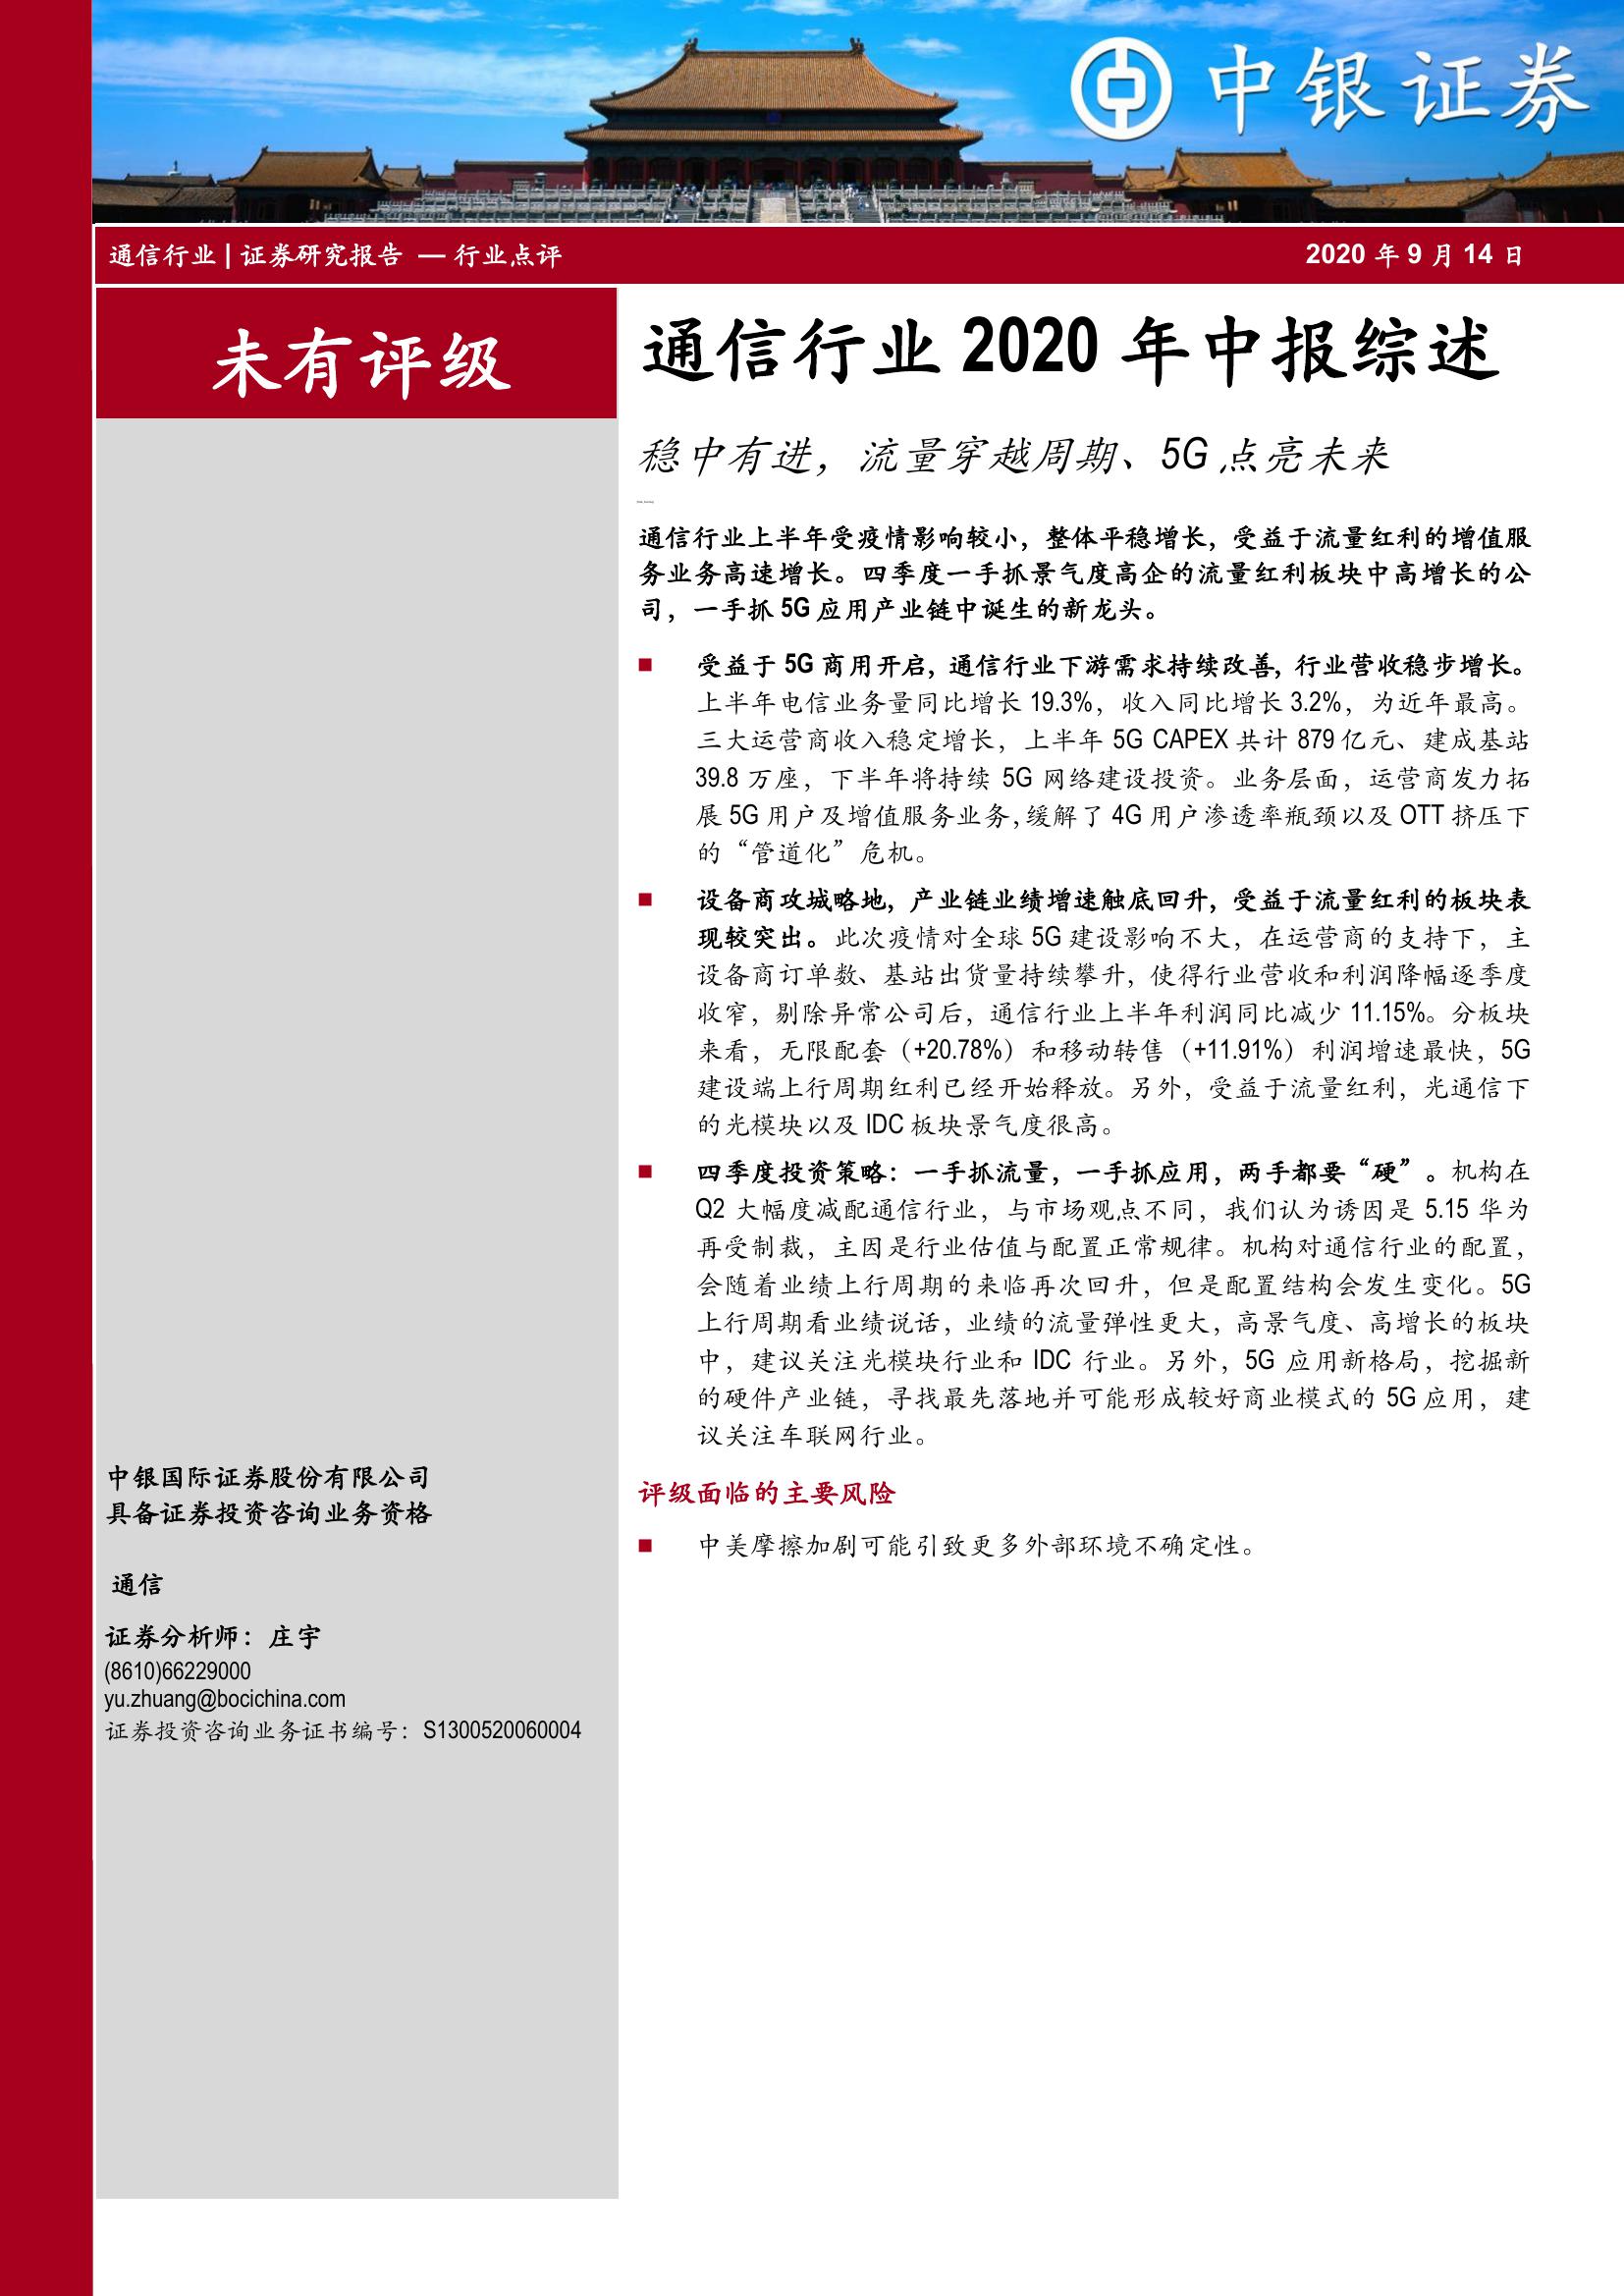 中银证券
通信行业 | 证券研究报告 — 行业点评
2020 年 9 月 14 日
未有评级
通信行业 2020 年中报综述
稳中有进，流量穿越周期、5G 点亮未来
通信行业上半年受疫情影响较小，整体平稳增长，受益于流量红利的增值服
务业务高速增长。四季度一手抓景气度高企的流量红利板块中高增长的公
司，一手抓 5G 应用产业链中诞生的新龙头。
■ 受益于 5G 商用开启，通信行业下游需求持续改善，行业营收稳步增长。
上半年电信业务量同比增长 19.3%，收入同比增长 3.2%，为近年最高。
三大运营商收入稳定增长，上半年 5G CAPEX 共计 879 亿元、建成基站
39.8 万座，下半年将持续 5G 网络建设投资。业务层面，运营商发力拓
展 5G 用户及增值服务业务，缓解了 4G 用户渗透率瓶颈以及 OTT 挤压下
的“管道化”危机。
■ 设备商攻城略地，产业链业绩增速触底回升，受益于流量红利的板块表
现较突出。此次疫情对全球 5G 建设影响不大，在运营商的支持下，主
设备商订单数、基站出货量持续攀升，使得行业营收和利润降幅逐季度
收窄，剔除异常公司后，通信行业上半年利润同比减少 11.15%。分板块
来看，无限配套（+20.78%）和移动转售（+11.91%）利润增速最快，5G
建设端上行周期红利已经开始释放。另外，受益于流量红利，光通信下
的光模块以及 IDC 板块景气度很高。
■ 四季度投资策略：一手抓流量，一手抓应用，两手都要“硬”。机构在
Q2 大幅度减配通信行业，与市场观点不同，我们认为诱因是 5.15 华为
再受制裁，主因是行业估值与配置正常规律。机构对通信行业的配置，
会随着业绩上行周期的来临再次回升，但是配置结构会发生变化。5G
上行周期看业绩说话，业绩的流量弹性更大，高景气度、高增长的板块
中，建议关注光模块行业和 IDC 行业。另外，5G 应用新格局，挖掘新
的硬件产业链，寻找最先落地并可能形成较好商业模式的 5G 应用，建
议关注车联网行业。
评级面临的主要风险
■ 中美摩擦加剧可能引致更多外部环境不确定性。
中银国际证券股份有限公司
具备证券投资咨询业务资格
通信
证券分析师：庄宇
(8610)66229000
yu.zhuang@bocichina.com
证券投资咨询业务证书编号：S1300520060004